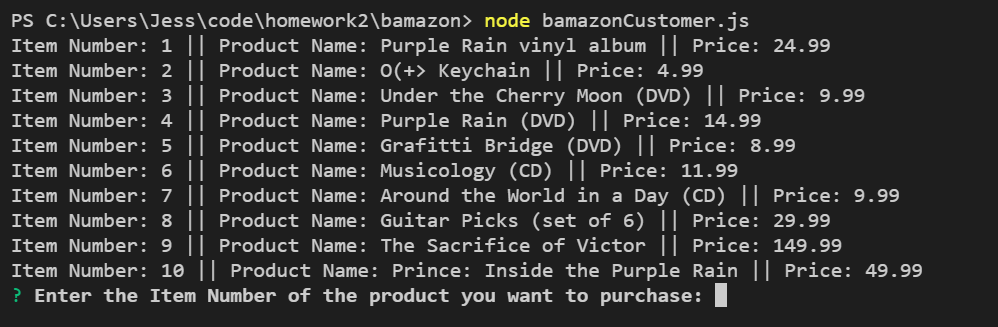 PS C:\Users\Jess\code\homework2\bamazon> node bamazonCustomer.js
Item Number: 1 || Product Name: Purple Rain vinyl album || Price: 24.99
Item Number: 2 || Product Name: O(+> Keychain || Price: 4.99
Item Number: 3 || Product Name: Under the Cherry Moon (DVD) || Price: 9.99
Item Number: 4 || Product Name: Purple Rain (DVD) || Price: 14.99
Item Number: 5 || Product Name: Grafitti Bridge (DVD) || Price: 8.99
Item Number: 6 || Product Name: Musicology (CD) || Price: 11.99
Item Number: 7 || Product Name: Around the World in a Day (CD) || Price: 9.99
Item Number: 8 || Product Name: Guitar Picks (set of 6) || Price: 29.99
Item Number: 9 || Product Name: The Sacrifice of Victor || Price: 149.99
Item Number: 10 || Product Name: Prince: Inside the Purple Rain || Price: 49.99
? Enter the Item Number of the product you want to purchase: